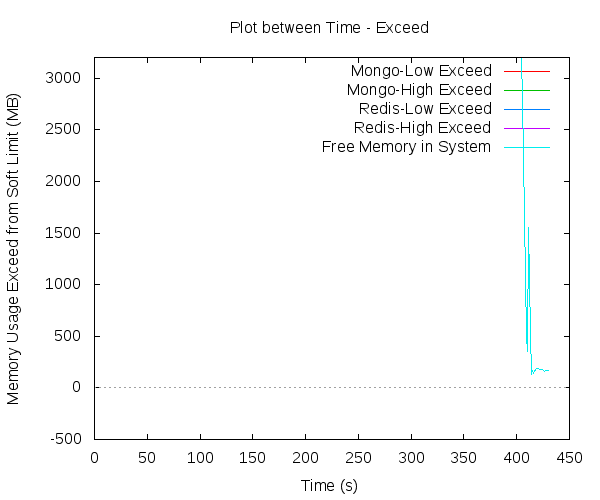 Plot between Time - Exceed
Memory Usage Exceed from Soft Limit (MB)
3000
2500
2000
1500
1000
500
0
-500
Mongo-Low Exceed
Mongo-High Exceed
Redis-Low Exceed
Redis-High Exceed
Free Memory in System
0 50 100 150 200 250 300 350 400 450
Time (s)